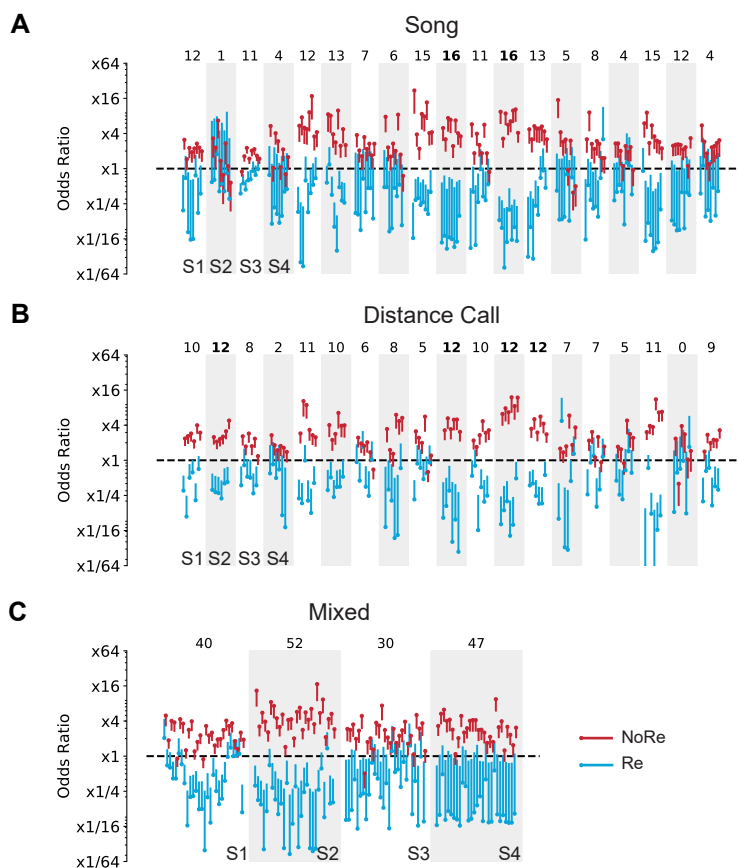 A
Song
12 1 11 4 12 13 7 6 15 16 11 16 13 5 8 4 15 12 4
x64
x16
x4
x1
x1/4
x1/16
x1/64
Odds Ratio
S1 S2 S3 S4
B
Distance Call
10 12 8 2 11 10 6 8 5 12 10 12 12 7 7 5 11 0 9
x64
x16
x4
x1
x1/4
x1/16
x1/64
Odds Ratio
S1 S2 S3 S4
C
Mixed
40 52 30 47
x64
x16
x4
x1
x1/4
x1/16
x1/64
Odds Ratio
S1 S2 S3 S4
NoRe
Re